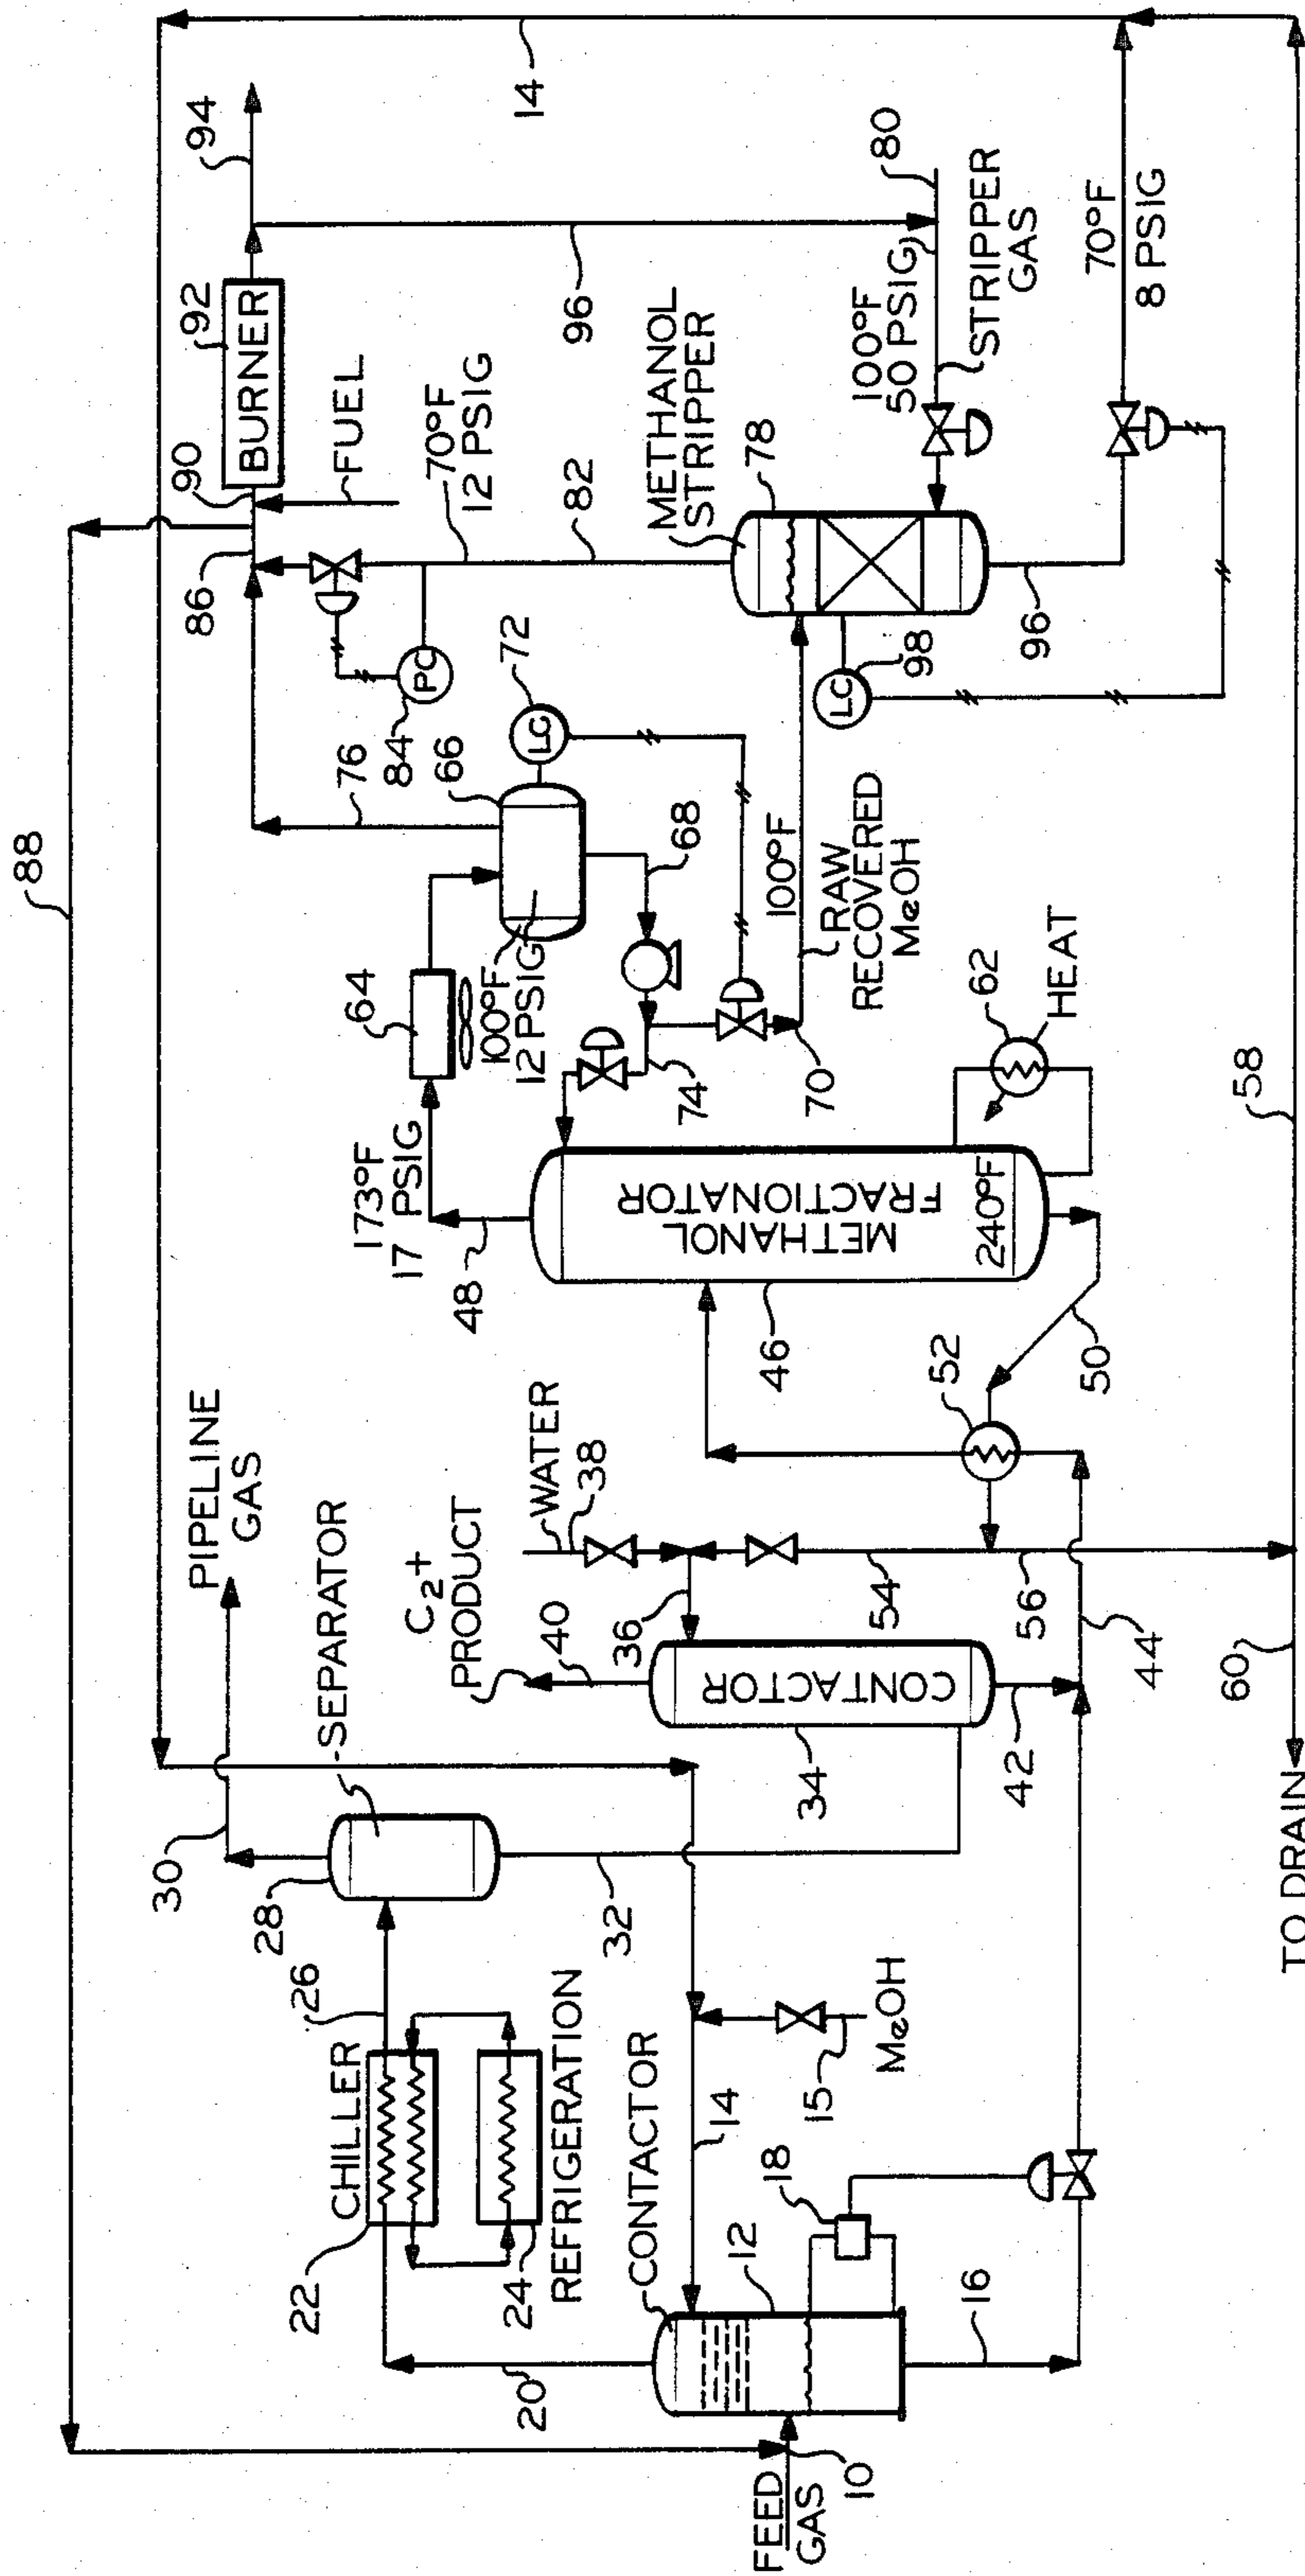 88
14
94
92
90
BURNER
FUEL
86
96
80
100°F
50 PSIG
STRIPPER
GAS
70°F
8 PSIG
70°F
12 PSIG
82
METHANOL
STRIPPER
78
PC
84
76
66
72
LC
98
LC
96
64
100°F
12 PSIG
68
173°F
17 PSIG
48
74
70
100°F
RAW
RECOVERED
MeOH
62
HEAT
METHANOL
FRACTIONATOR
240°F
46
52
50
58
PIPELINE
GAS
30
SEPARATOR
28
C2+
PRODUCT
40
WATER
38
36
CONTACTOR
34
32
42
54
56
44
60
TO DRAIN
26
CHILLER
22
24
REFRIGERATION
20
CONTACTOR
14
15
MeOH
12
18
16
FEED
GAS
10